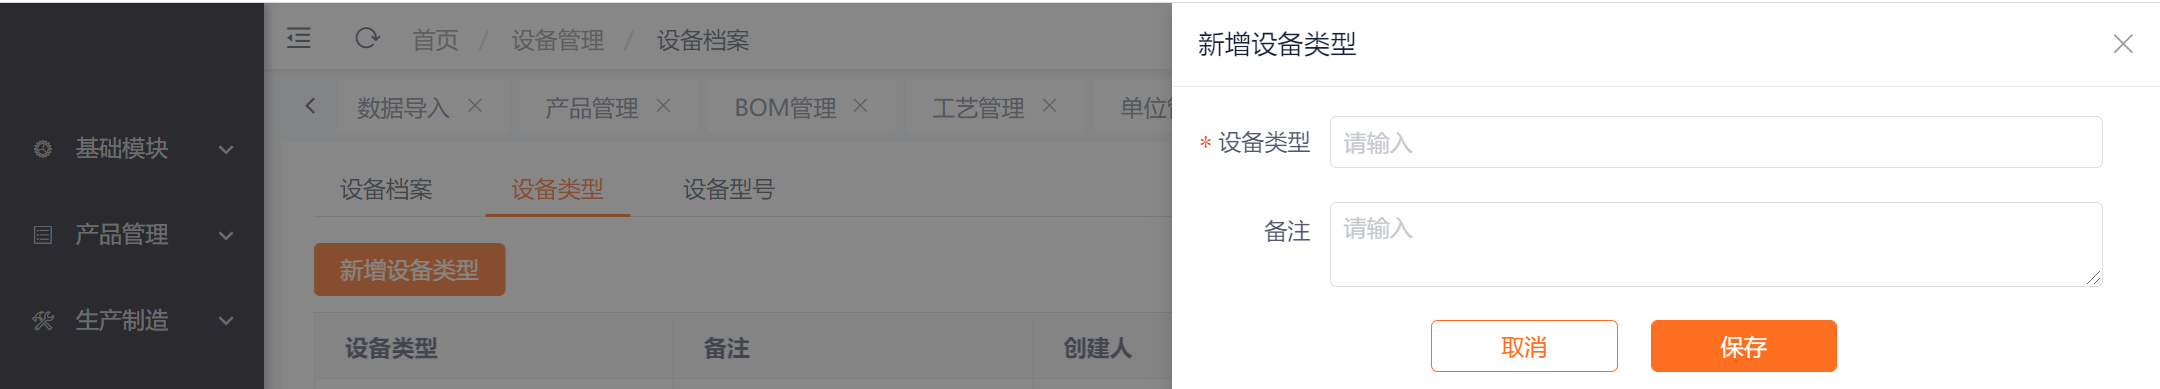 首页 / 设备管理 / 设备档案
数据导入 产品管理 BOM管理 工艺管理 单位
基础模块
产品管理
生产制造
设备档案 设备类型 设备型号
新增设备类型
设备类型 备注 创建人
新增设备类型
* 设备类型 请输入
备注 请输入
取消 保存